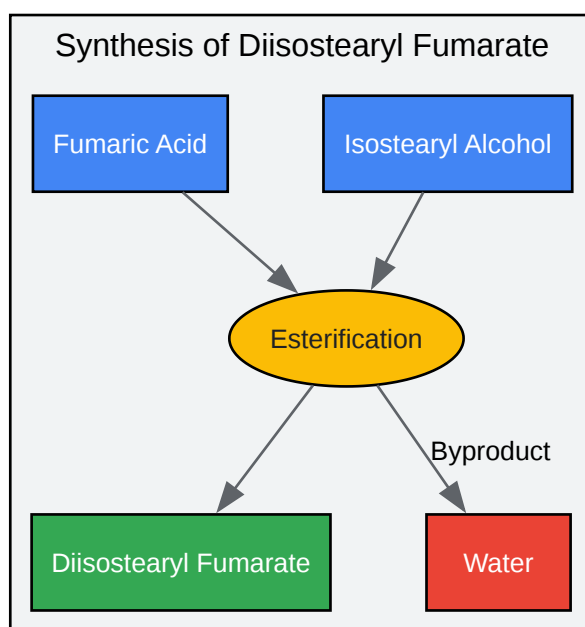 Synthesis of Diisostearyl Fumarate
Fumaric Acid
Isostearyl Alcohol
Esterification
Byproduct
Diisostearyl Fumarate
Water